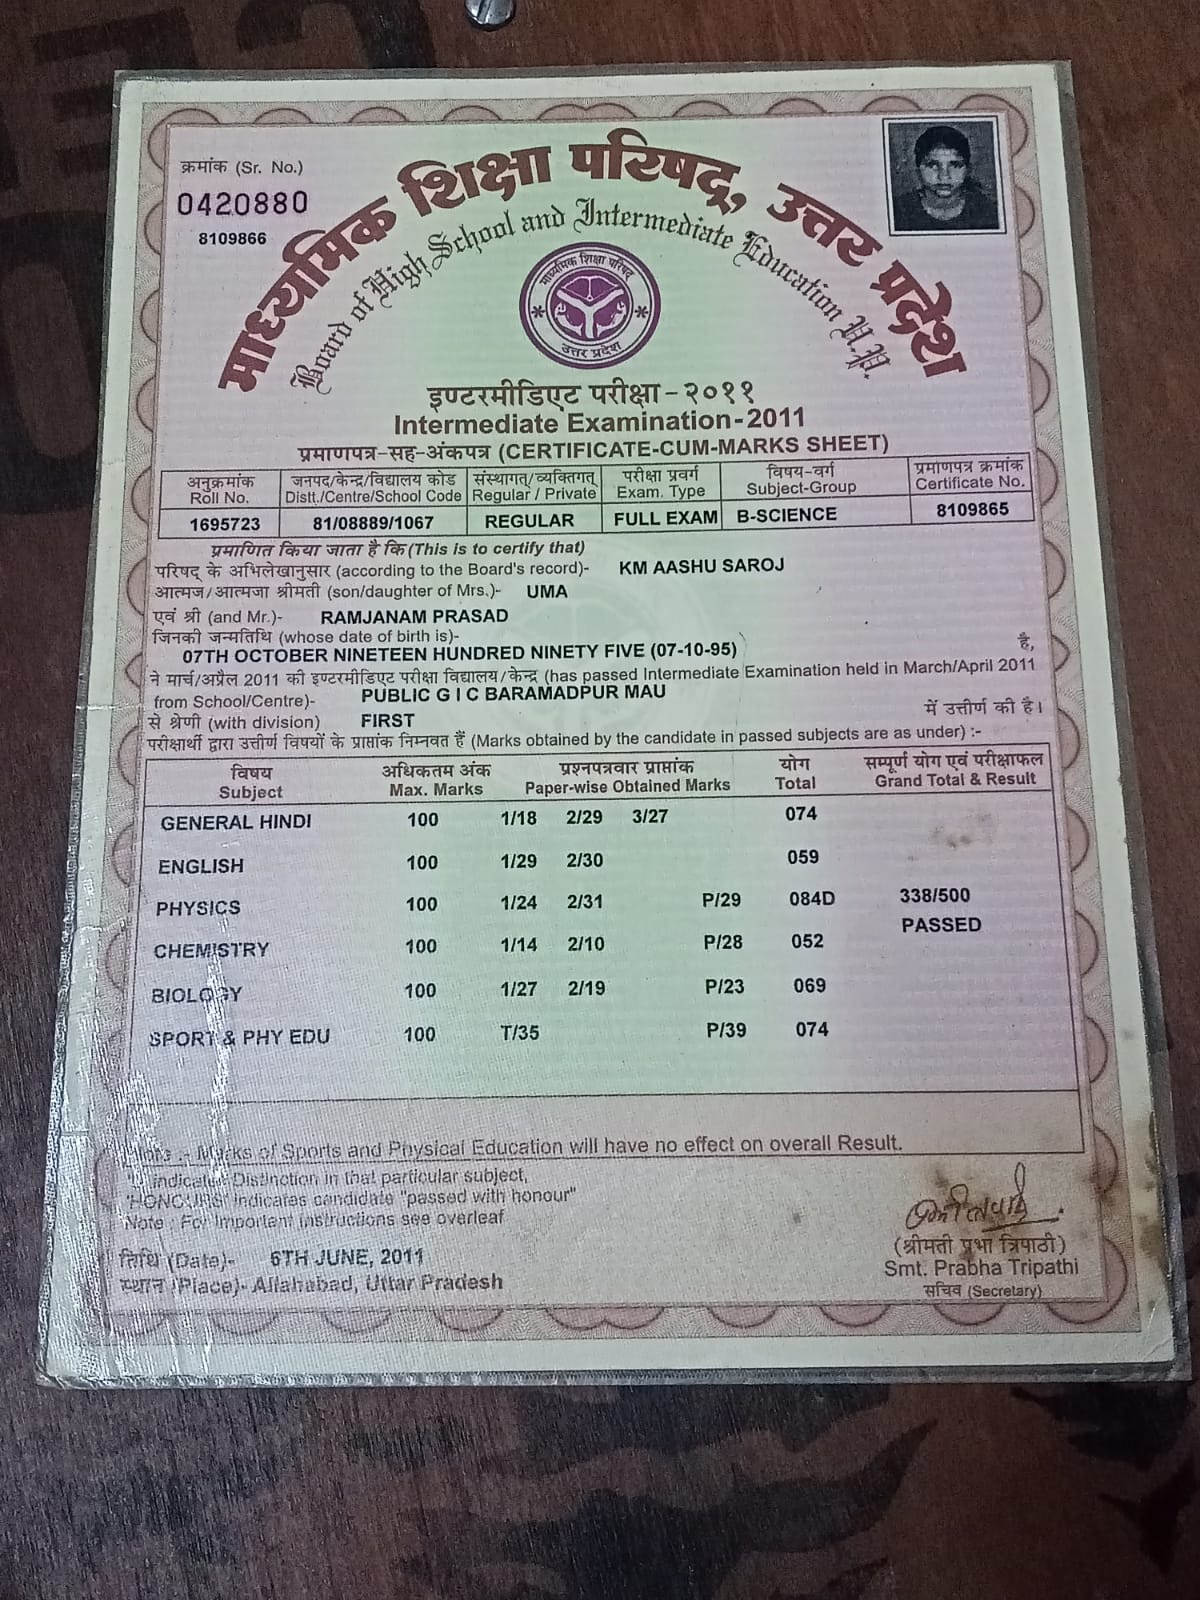 क्रमांक (Sr. No.)
0420880
8109866
माध्यमिक शिक्षा परिषद्, उत्तर प्रदेश
Board of High School and Intermediate Education U.P.
माध्यमिक शिक्षा परिषद्
उत्तर प्रदेश
इण्टरमीडिएट परीक्षा-२०११
Intermediate Examination-2011
प्रमाणपत्र-सह-अंकपत्र (CERTIFICATE-CUM-MARKS SHEET)
अनुक्रमांक जनपद/केन्द्र/विद्यालय कोड संस्थागत/व्यक्तिगत परीक्षा प्रवर्ग विषय-वर्ग प्रमाणपत्र क्रमांक
Roll No. Distt./Centre/School Code Regular / Private Exam. Type Subject-Group Certificate No.
1695723 81/08889/1067 REGULAR FULL EXAM B-SCIENCE 8109865
प्रमाणित किया जाता है कि (This is to certify that)
परिषद् के अभिलेखानुसार (according to the Board's record)- KM AASHU SAROJ
आत्मज/आत्मजा श्रीमती (son/daughter of Mrs.)- UMA
एवं श्री (and Mr.)- RAMJANAM PRASAD
जिनकी जन्मतिथि (whose date of birth is)-
07TH OCTOBER NINETEEN HUNDRED NINETY FIVE (07-10-95) है,
ने मार्च/अप्रैल 2011 की इण्टरमीडिएट परीक्षा विद्यालय/केन्द्र (has passed Intermediate Examination held in March/April 2011
from School/Centre)- PUBLIC G I C BARAMADPUR MAU
से श्रेणी (with division) FIRST में उत्तीर्ण की है।
परीक्षार्थी द्वारा उत्तीर्ण विषयों के प्राप्तांक निम्नवत हैं (Marks obtained by the candidate in passed subjects are as under) :-
विषय अधिकतम अंक प्रश्नपत्रवार प्राप्तांक योग सम्पूर्ण योग एवं परीक्षाफल
Subject Max. Marks Paper-wise Obtained Marks Total Grand Total & Result
GENERAL HINDI 100 1/18 2/29 3/27 074
ENGLISH 100 1/29 2/30 059
PHYSICS 100 1/24 2/31 P/29 084D 338/500
PASSED
CHEMISTRY 100 1/14 2/10 P/28 052
BIOLOGY 100 1/27 2/19 P/23 069
SPORT & PHY EDU 100 T/35 P/39 074
Note :- Marks of Sports and Physical Education will have no effect on overall Result.
indicates Distinction in that particular subject,
'HONOURS' indicates candidate "passed with honour"
Note : For important instructions see overleaf
तिथि (Date)- 6TH JUNE, 2011
स्थान (Place)- Allahabad, Uttar Pradesh
(श्रीमती प्रभा त्रिपाठी)
Smt. Prabha Tripathi
सचिव (Secretary)